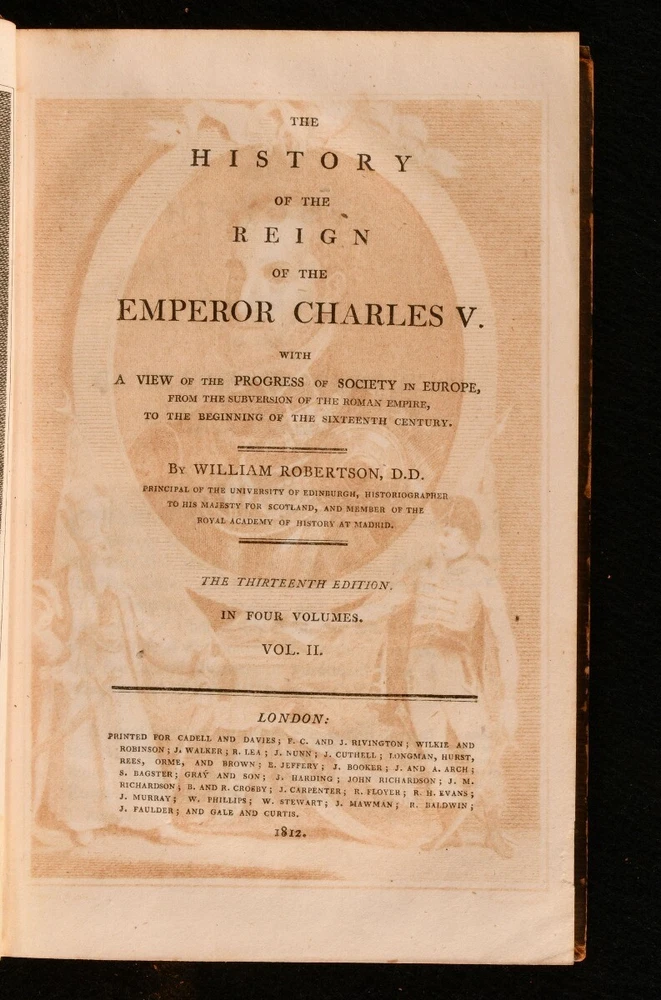 THE
HISTORY
OF THE
REIGN
OF THE
EMPEROR CHARLES V.
WITH
A VIEW OF THE PROGRESS OF SOCIETY IN EUROPE,
FROM THE SUBVERSION OF THE ROMAN EMPIRE,
TO THE BEGINNING OF THE SIXTEENTH CENTURY.
By WILLIAM ROBERTSON, D.D.
PRINCIPAL OF THE UNIVERSITY OF EDINBURGH, HISTORIOGRAPHER
TO HIS MAJESTY FOR SCOTLAND, AND MEMBER OF THE
ROYAL ACADEMY OF HISTORY AT MADRID.
THE THIRTEENTH EDITION.
IN FOUR VOLUMES.
VOL. II.
LONDON:
PRINTED FOR CADELL AND DAVIES; F. C. AND J. RIVINGTON; WILKIE AND
ROBINSON; J. WALKER; R. LEA; J. NUNN; J. CUTHELL; LONGMAN, HURST,
REES, ORME, AND BROWN; E. JEFFERY; J. BOOKER; J. AND A. ARCH;
S. BAGSTER; GRAY AND SON; J. HARDING; JOHN RICHARDSON; J. M.
RICHARDSON; B. AND R. CROSBY; J. CARPENTER; R. FLOYER; R. H. EVANS;
J. MURRAY; W. PHILLIPS; W. STEWART; J. MAWMAN; R. BALDWIN;
J. FAULDER; AND GALE AND CURTIS.
1812.